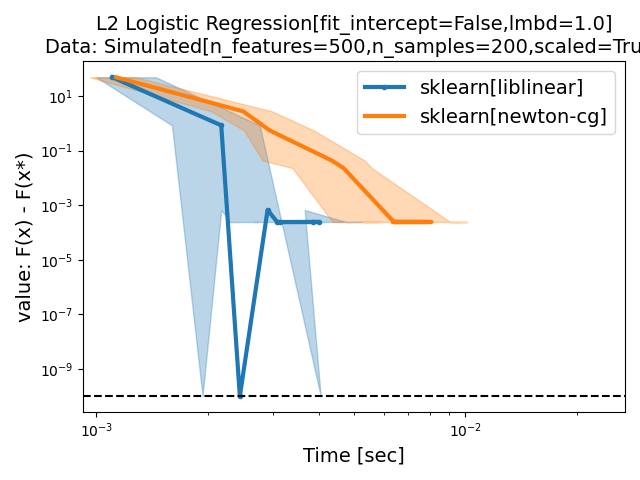 L2 Logistic Regression[fit_intercept=False,lmbd=1.0]
Data: Simulated[n_features=500,n_samples=200,scaled=Tru
sklearn[liblinear]
sklearn[newton-cg]
value: F(x) - F(x*)
10¹
10⁻¹
10⁻³
10⁻⁵
10⁻⁷
10⁻⁹
10⁻³
10⁻²
Time [sec]